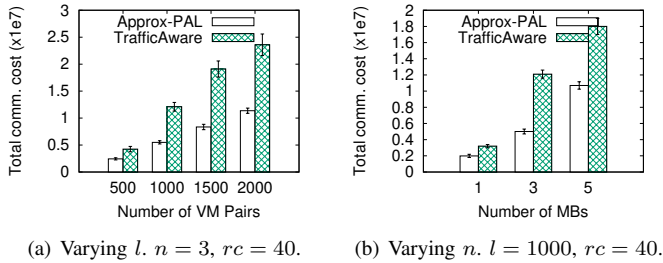 Total comm. cost (x1e7)
3
2.5
2
1.5
1
0.5
0
Approx-PAL
TrafficAware
500 1000 1500 2000
Number of VM Pairs
(a) Varying l. n = 3, rc = 40.
Total comm. cost (x1e7)
2
1.8
1.6
1.4
1.2
1
0.8
0.6
0.4
0.2
0
Approx-PAL
TrafficAware
1 3 5
Number of MBs
(b) Varying n. l = 1000, rc = 40.